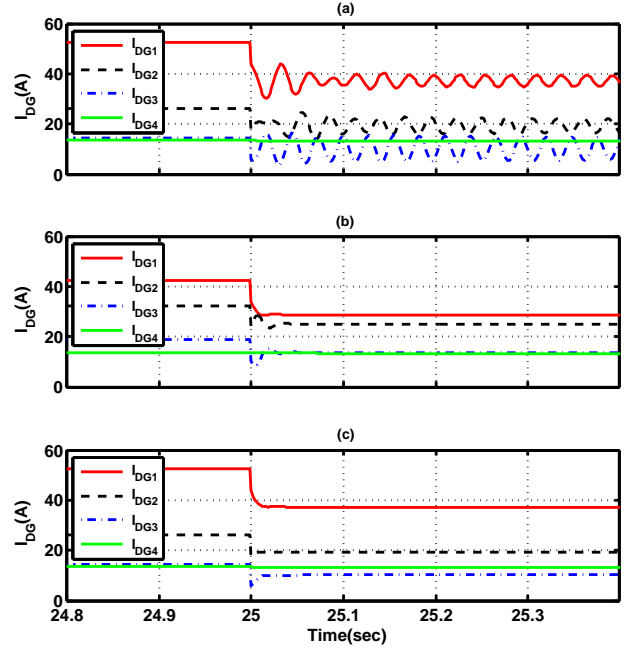 (a)
60
40
20
0
I_DG(A)
I_DG1
I_DG2
I_DG3
I_DG4
(b)
60
40
20
0
I_DG(A)
I_DG1
I_DG2
I_DG3
I_DG4
(c)
60
40
20
0
I_DG(A)
I_DG1
I_DG2
I_DG3
I_DG4
24.8 24.9 25 25.1 25.2 25.3
Time(sec)